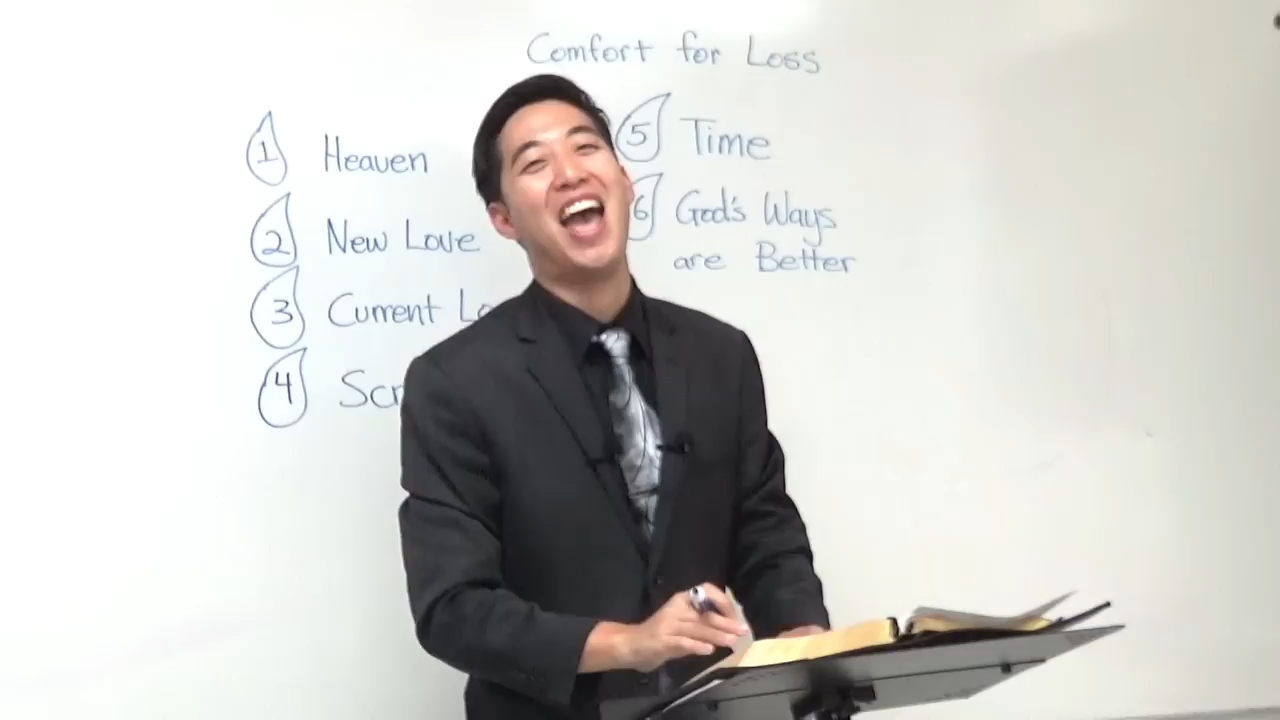 Comfort for Loss
1 Heaven
2 New Love
3 Current
4
5 Time
6 God's Ways
are Better